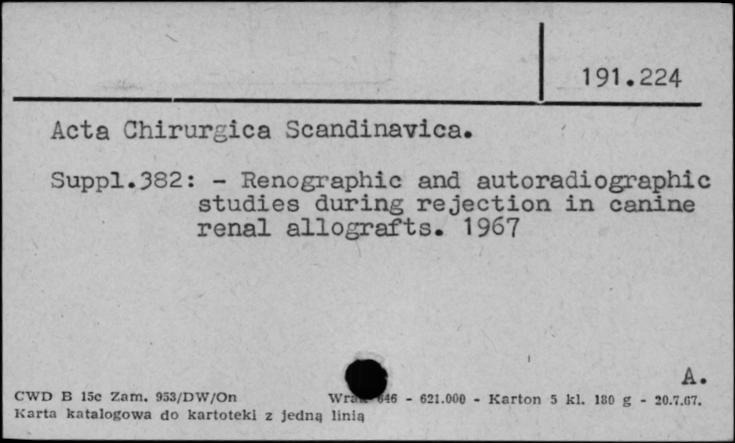 191.224
Acta Chirurgica Scandinavica.
Suppl.382: - Renographic and autoradiographic
studies during rejection in canine
renal allografts. 1967
A.
CWD B 15c Zam. 953/DW/On 646 - 621.000 - Karton 5 kl. 180 g - 20.7.67.
Karta katalogowa do kartoteki z jedną linią